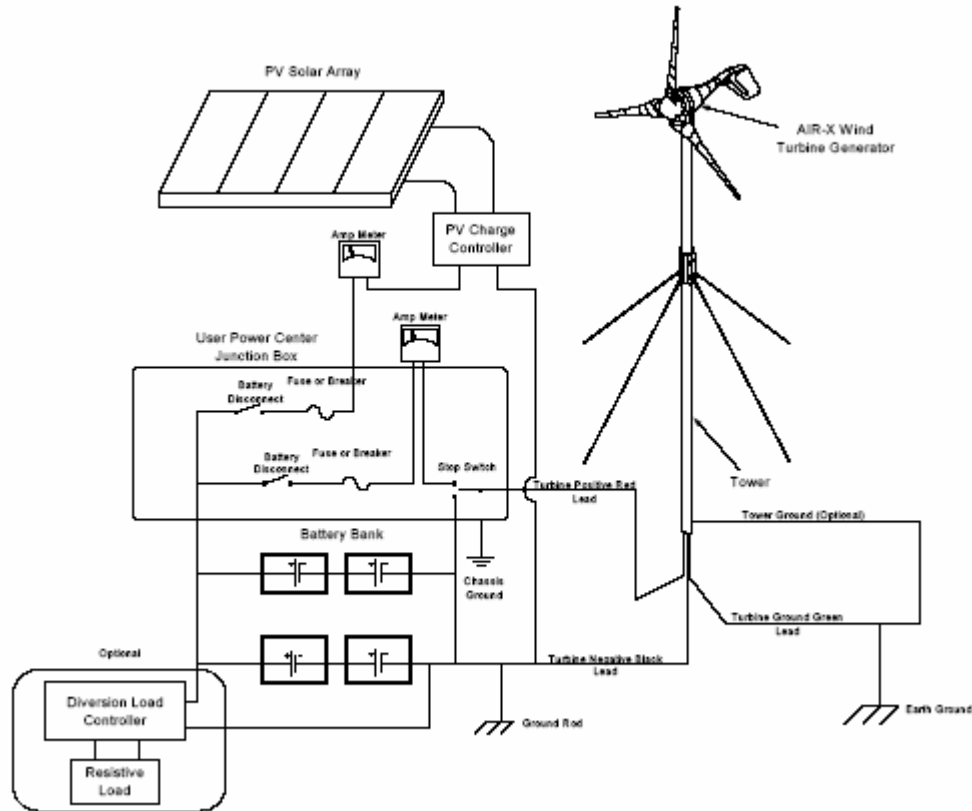 PV Solar Array
AIR-X Wind
Turbine Generator
Amp Meter
PV Charge
Controller
Amp Meter
User Power Center
Junction Box
Fuse or Breaker
Battery
Disconnect
Fuse or Breaker
Battery
Disconnect
Stop Switch
Turbine Positive Red
Lead
Tower
Tower Ground (Optional)
Battery Bank
Chassis
Ground
Turbine Ground Green
Lead
Optional
Turbine Negative Black
Lead
Diversion Load
Controller
Ground Rod
Earth Ground
Resistive
Load